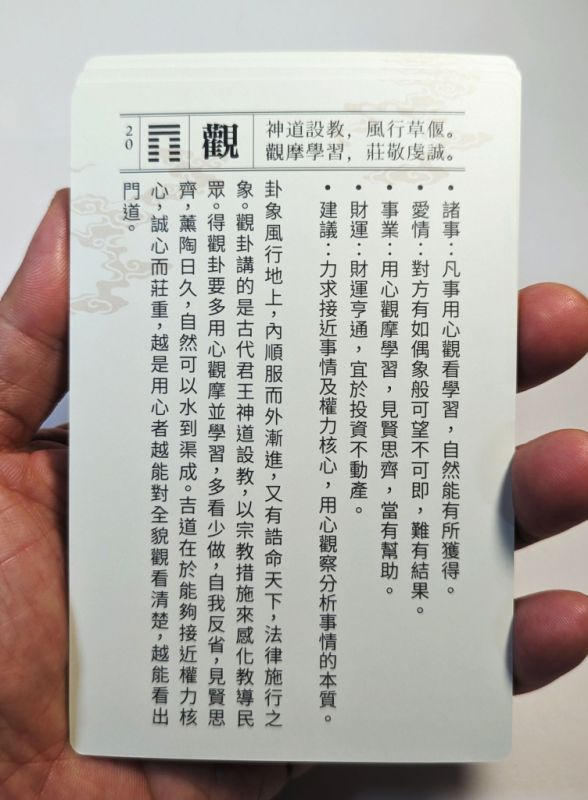 20
觀
神道設教，風行草偃。
觀摩學習，莊敬虔誠。
• 諸事：凡事用心觀看學習，自然能有所獲得。
• 愛情：對方有如偶象般可望不可即，難有結果。
• 事業：用心觀摩學習，見賢思齊，當有幫助。
• 財運：財運亨通，宜於投資不動產。
• 建議：力求接近事情及權力核心，用心觀察分析事情的本質。
卦象風行地上，內順服而外漸進，又有誥命天下，法律施行之
象。觀卦講的是古代君王神道設教，以宗教措施來感化教導民
眾。得觀卦要多用心觀摩並學習，多看少做，自我反省，見賢思
齊，薰陶日久，自然可以水到渠成。吉道在於能夠接近權力核
心，誠心而莊重，越是用心者越能對全貌觀看清楚，越能看出
門道。